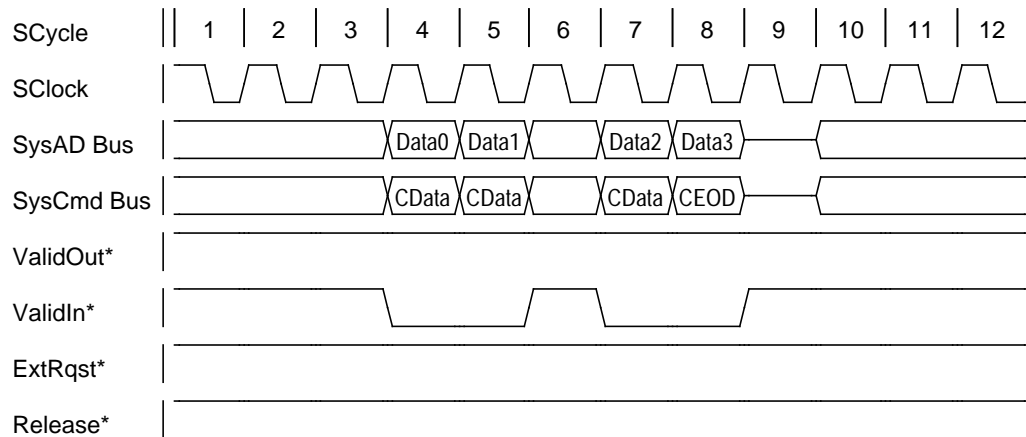 SCycle 1 2 3 4 5 6 7 8 9 10 11 12
SClock
SysAD Bus Data0 Data1 Data2 Data3
SysCmd Bus CData CData CData CEOD
ValidOut*
ValidIn*
ExtRqst*
Release*